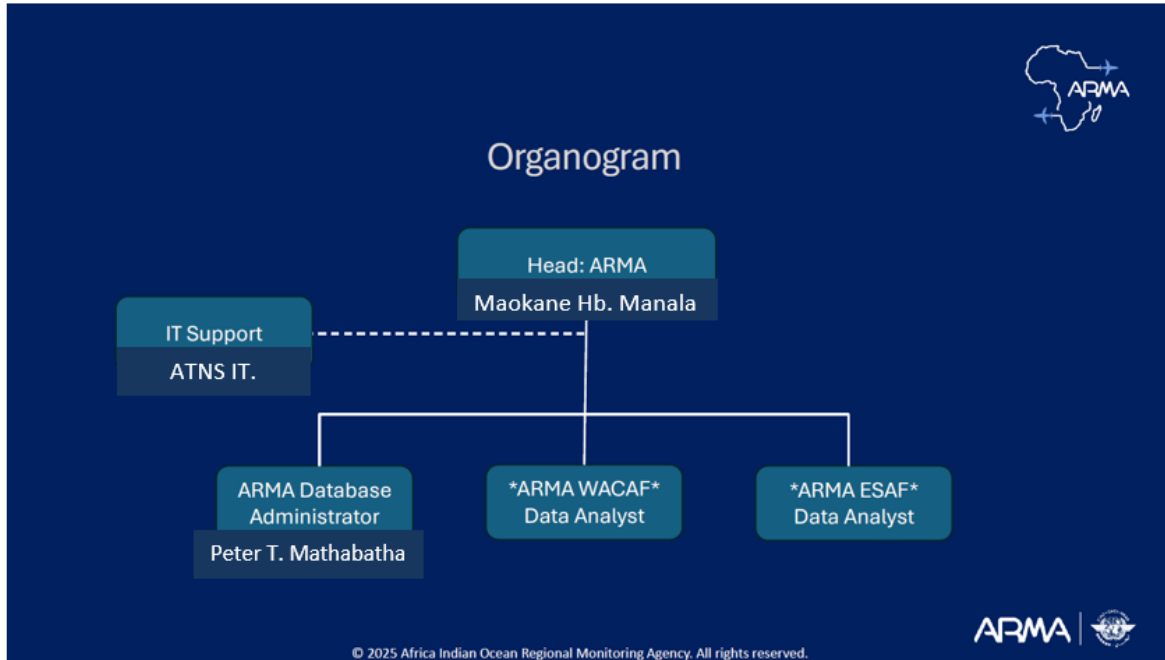 ARMA
Organogram
Head: ARMA
Maokane Hb. Manala
IT Support
ATNS IT.
ARMA Database
Administrator
Peter T. Mathabatha
*ARMA WACAF*
Data Analyst
*ARMA ESAF*
Data Analyst
ARMA
© 2025 Africa Indian Ocean Regional Monitoring Agency. All rights reserved.